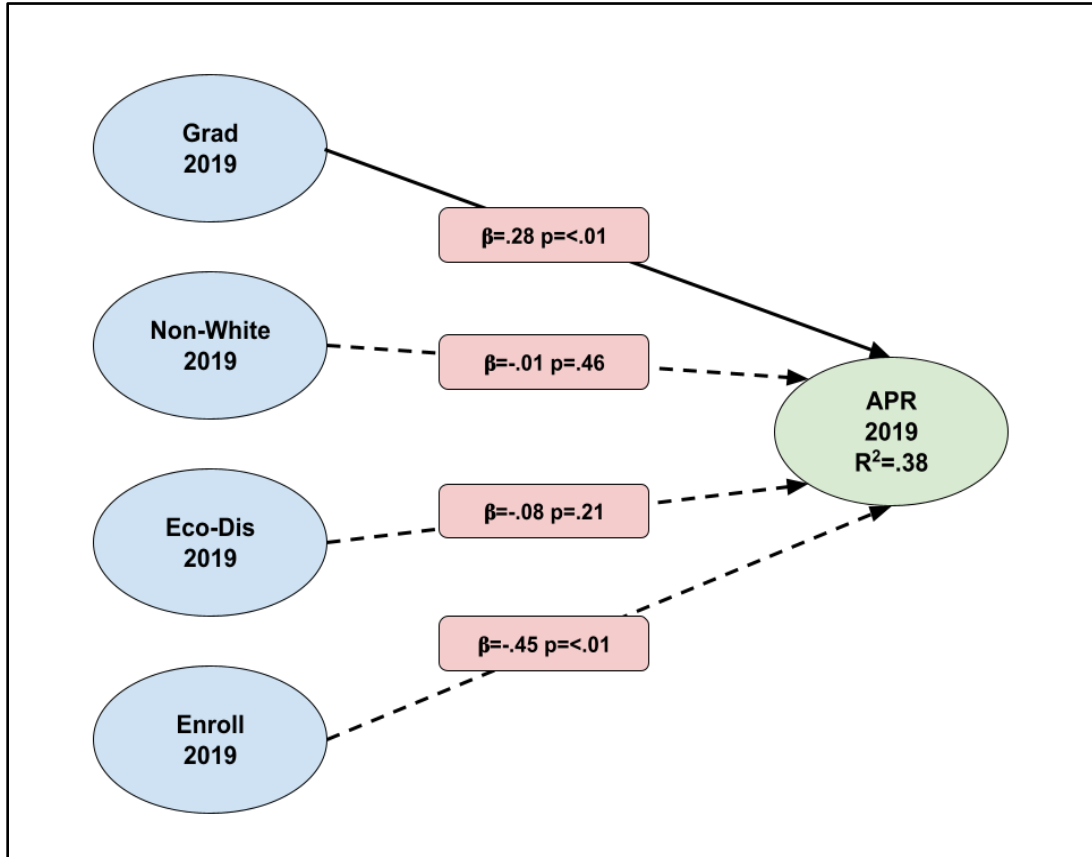 Grad
2019
β=.28 p=<.01
Non-White
2019
β=-.01 p=.46
APR
2019
R²=.38
Eco-Dis
2019
β=-.08 p=.21
Enroll
2019
β=-.45 p=<.01